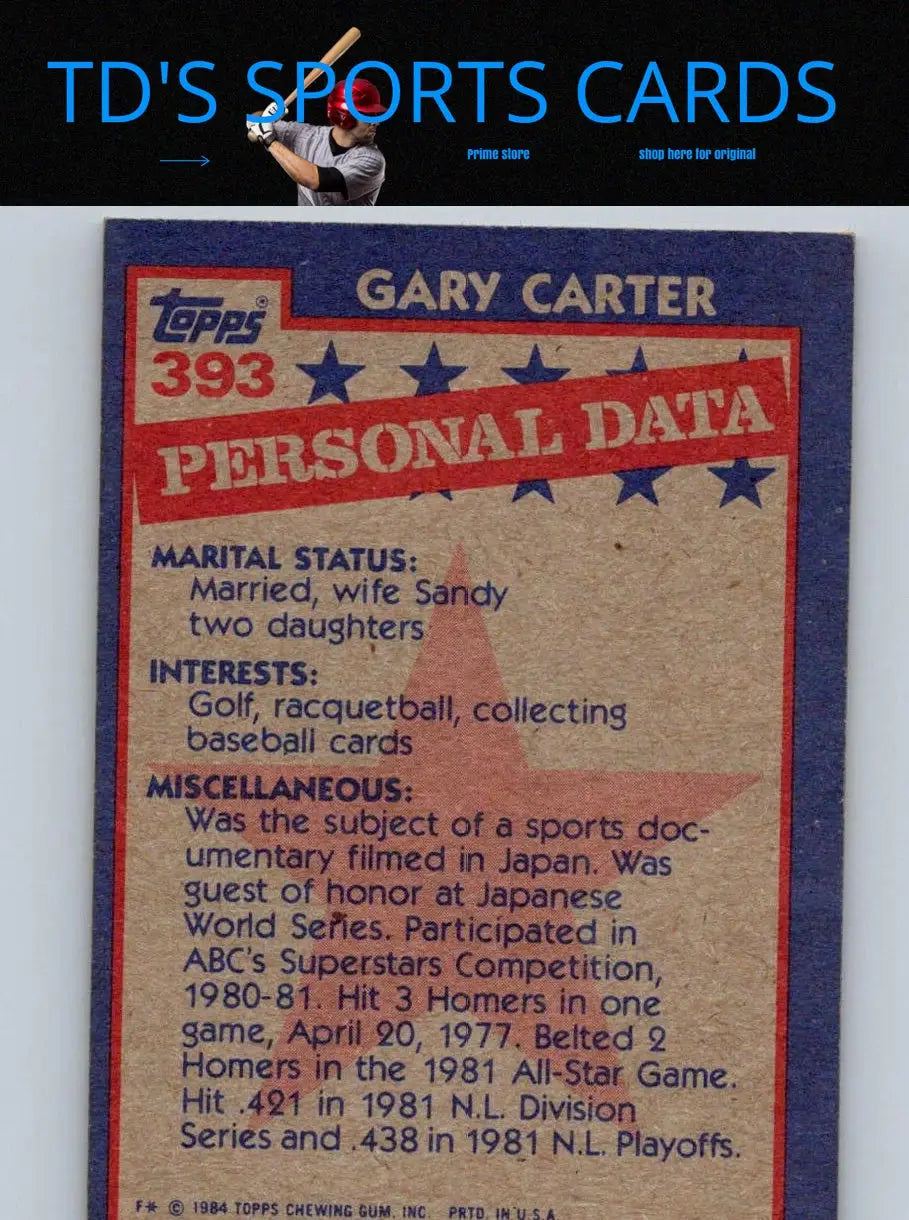 TD'S SPORTS CARDS
Prime Store
shop here for original
GARY CARTER
Topps®
393
PERSONAL DATA
MARITAL STATUS:
Married, wife Sandy
two daughters
INTERESTS:
Golf, racquetball, collecting
baseball cards
MISCELLANEOUS:
Was the subject of a sports doc-
umentary filmed in Japan. Was
guest of honor at Japanese
World Series. Participated in
ABC's Superstars Competition,
1980-81. Hit 3 Homers in one
game, April 20, 1977. Belted 2
Homers in the 1981 All-Star Game.
Hit .421 in 1981 N.L. Division
Series and .438 in 1981 N.L. Playoffs.
F* © 1984 TOPPS CHEWING GUM, INC. PRTD. IN U.S.A.